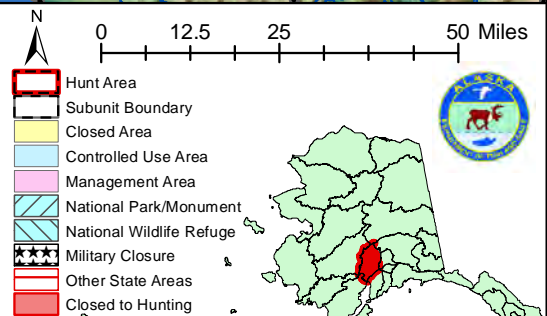 N
0 12.5 25 50 Miles
Hunt Area
Subunit Boundary
Closed Area
Controlled Use Area
Management Area
National Park/Monument
National Wildlife Refuge
Military Closure
Other State Areas
Closed to Hunting
ALASKA